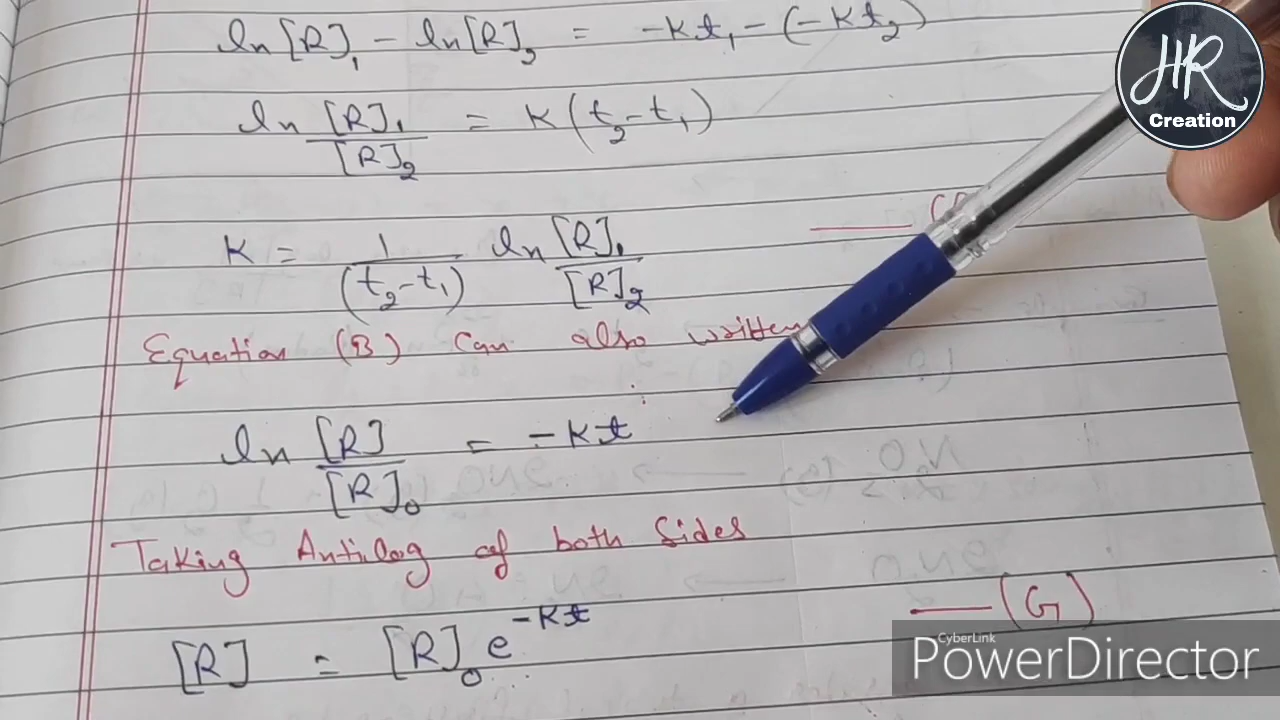 ln [R]₁ - ln [R]₂ = -Kt₁ - (-Kt₂)
HR
Creation
ln [R]₁/[R]₂ = K (t₂ - t₁)
K = 1/(t₂ - t₁) ln [R]₁/[R]₂
Equation (B) Can also written
ln [R]/[R]₀ = -Kt
Taking Antilog of both Sides
[R] = [R]₀ e^(-Kt) —(G)
CyberLink
PowerDirector